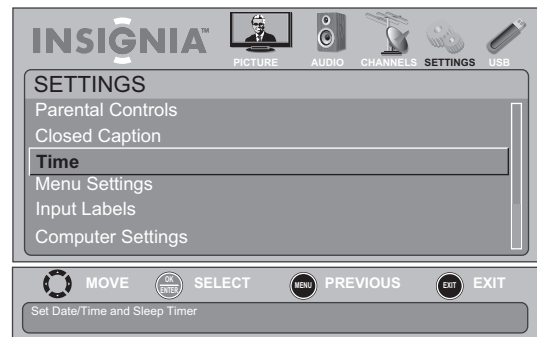 INSIGNIA™
PICTURE AUDIO CHANNELS SETTINGS USB
SETTINGS
Parental Controls
Closed Caption
Time
Menu Settings
Input Labels
Computer Settings
MOVE OK ENTER SELECT MENU PREVIOUS EXIT EXIT
Set Date/Time and Sleep Timer